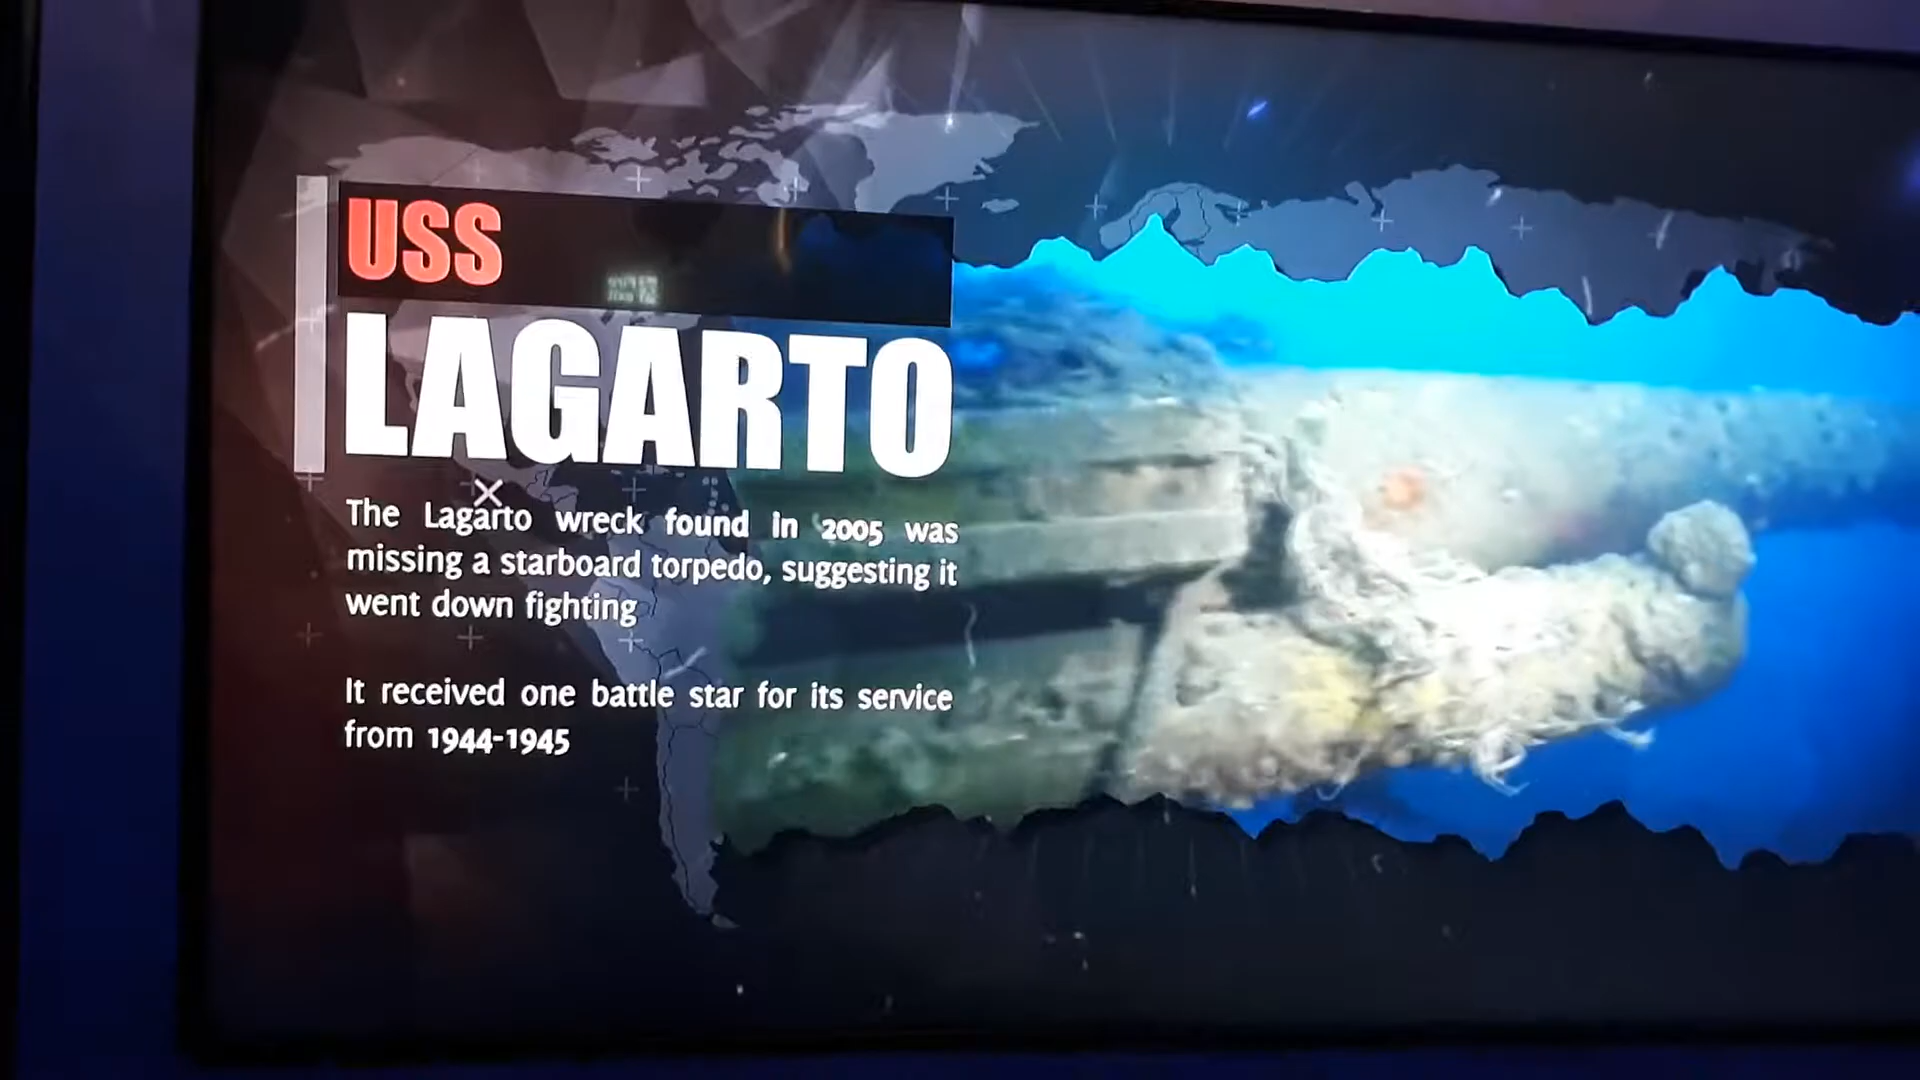 USS
LAGARTO
The Lagarto wreck found in 2005 was
missing a starboard torpedo, suggesting it
went down fighting
It received one battle star for its service
from 1944-1945